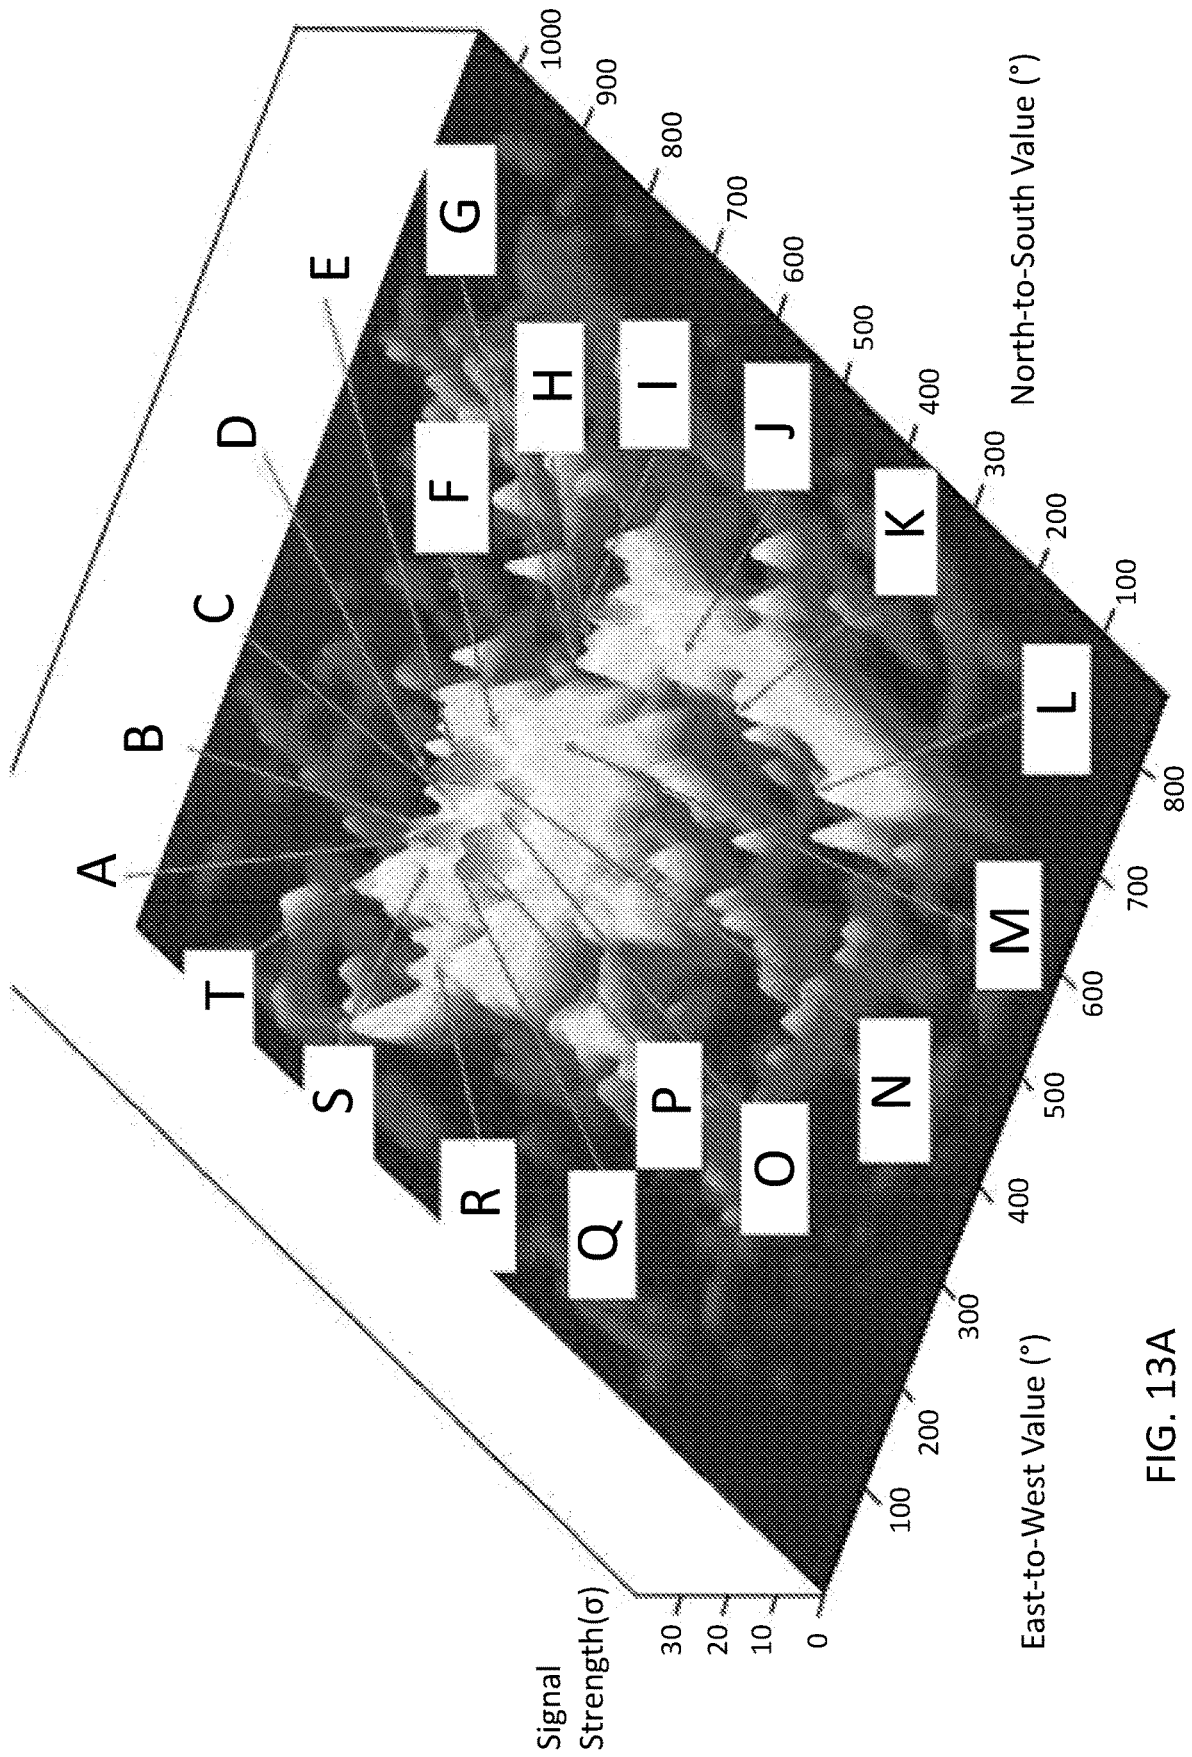 Signal
Strength(σ)
30
20
10
0
A
B
C
D
E
F
G
H
I
J
K
L
M
N
O
P
Q
R
S
T
100
200
300
400
500
600
700
800
East-to-West Value (°)
100
200
300
400
500
600
700
800
900
1000
North-to-South Value (°)
FIG. 13A